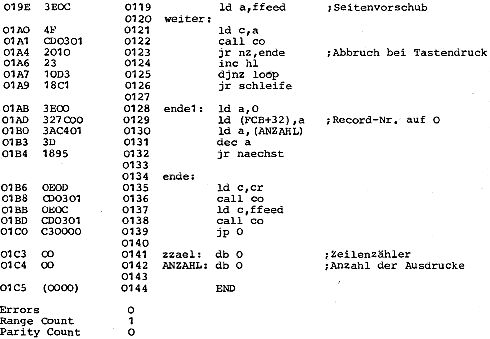 019E 3E0C 0119 ld a,ffeed ;Seitenvorschub
0120 weiter:
01A0 4F 0121 ld c,a
01A1 CD0301 0122 call co
01A4 2010 0123 jr nz,ende ;Abbruch bei Tastendruck
01A6 23 0124 inc hl
01A7 10D3 0125 djnz loop
01A9 18C1 0126 jr schleife
0127
01AB 3E00 0128 ende1: ld a,0
01AD 327C00 0129 ld (FCB+32),a ;Record-Nr. auf 0
01B0 3AC401 0130 ld a,(ANZAHL)
01B3 3D 0131 dec a
01B4 1895 0132 jr naechst
0133
0134 ende:
01B6 0E0D 0135 ld c,cr
01B8 CD0301 0136 call co
01BB 0E0C 0137 ld c,ffeed
01BD CD0301 0138 call co
01C0 C30000 0139 jp 0
0140
01C3 00 0141 zzael: db 0 ;Zeilenzähler
01C4 00 0142 ANZAHL: db 0 ;Anzahl der Ausdrucke
0143
01C5 (0000) 0144 END
Errors 0
Range Count 1
Parity Count 0